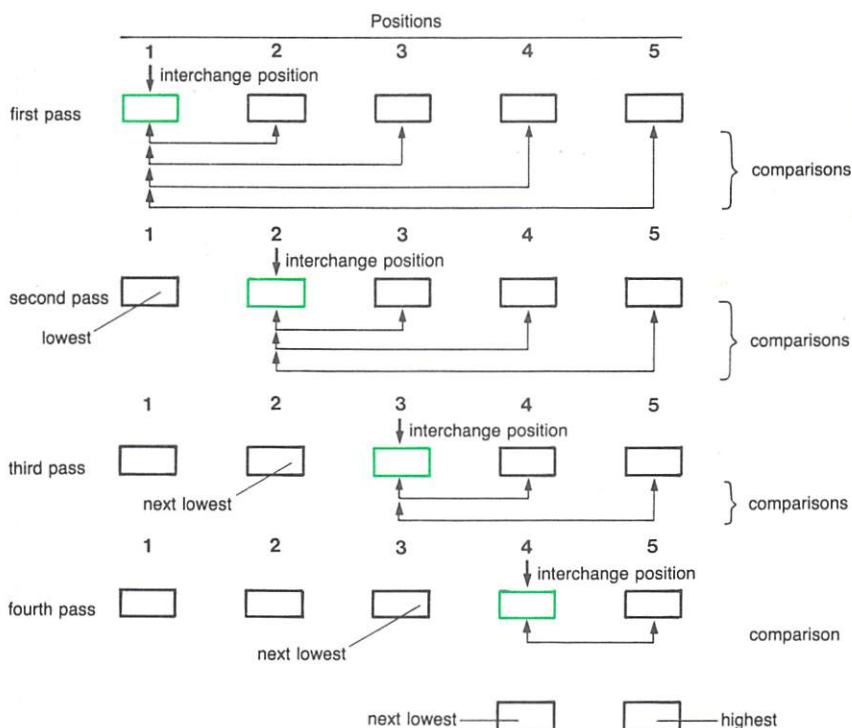 Positions
1 2 3 4 5
interchange position
first pass
comparisons
1 2 3 4 5
interchange position
second pass
lowest
comparisons
1 2 3 4 5
interchange position
third pass
next lowest
comparisons
1 2 3 4 5
interchange position
fourth pass
next lowest
comparison
next lowest highest